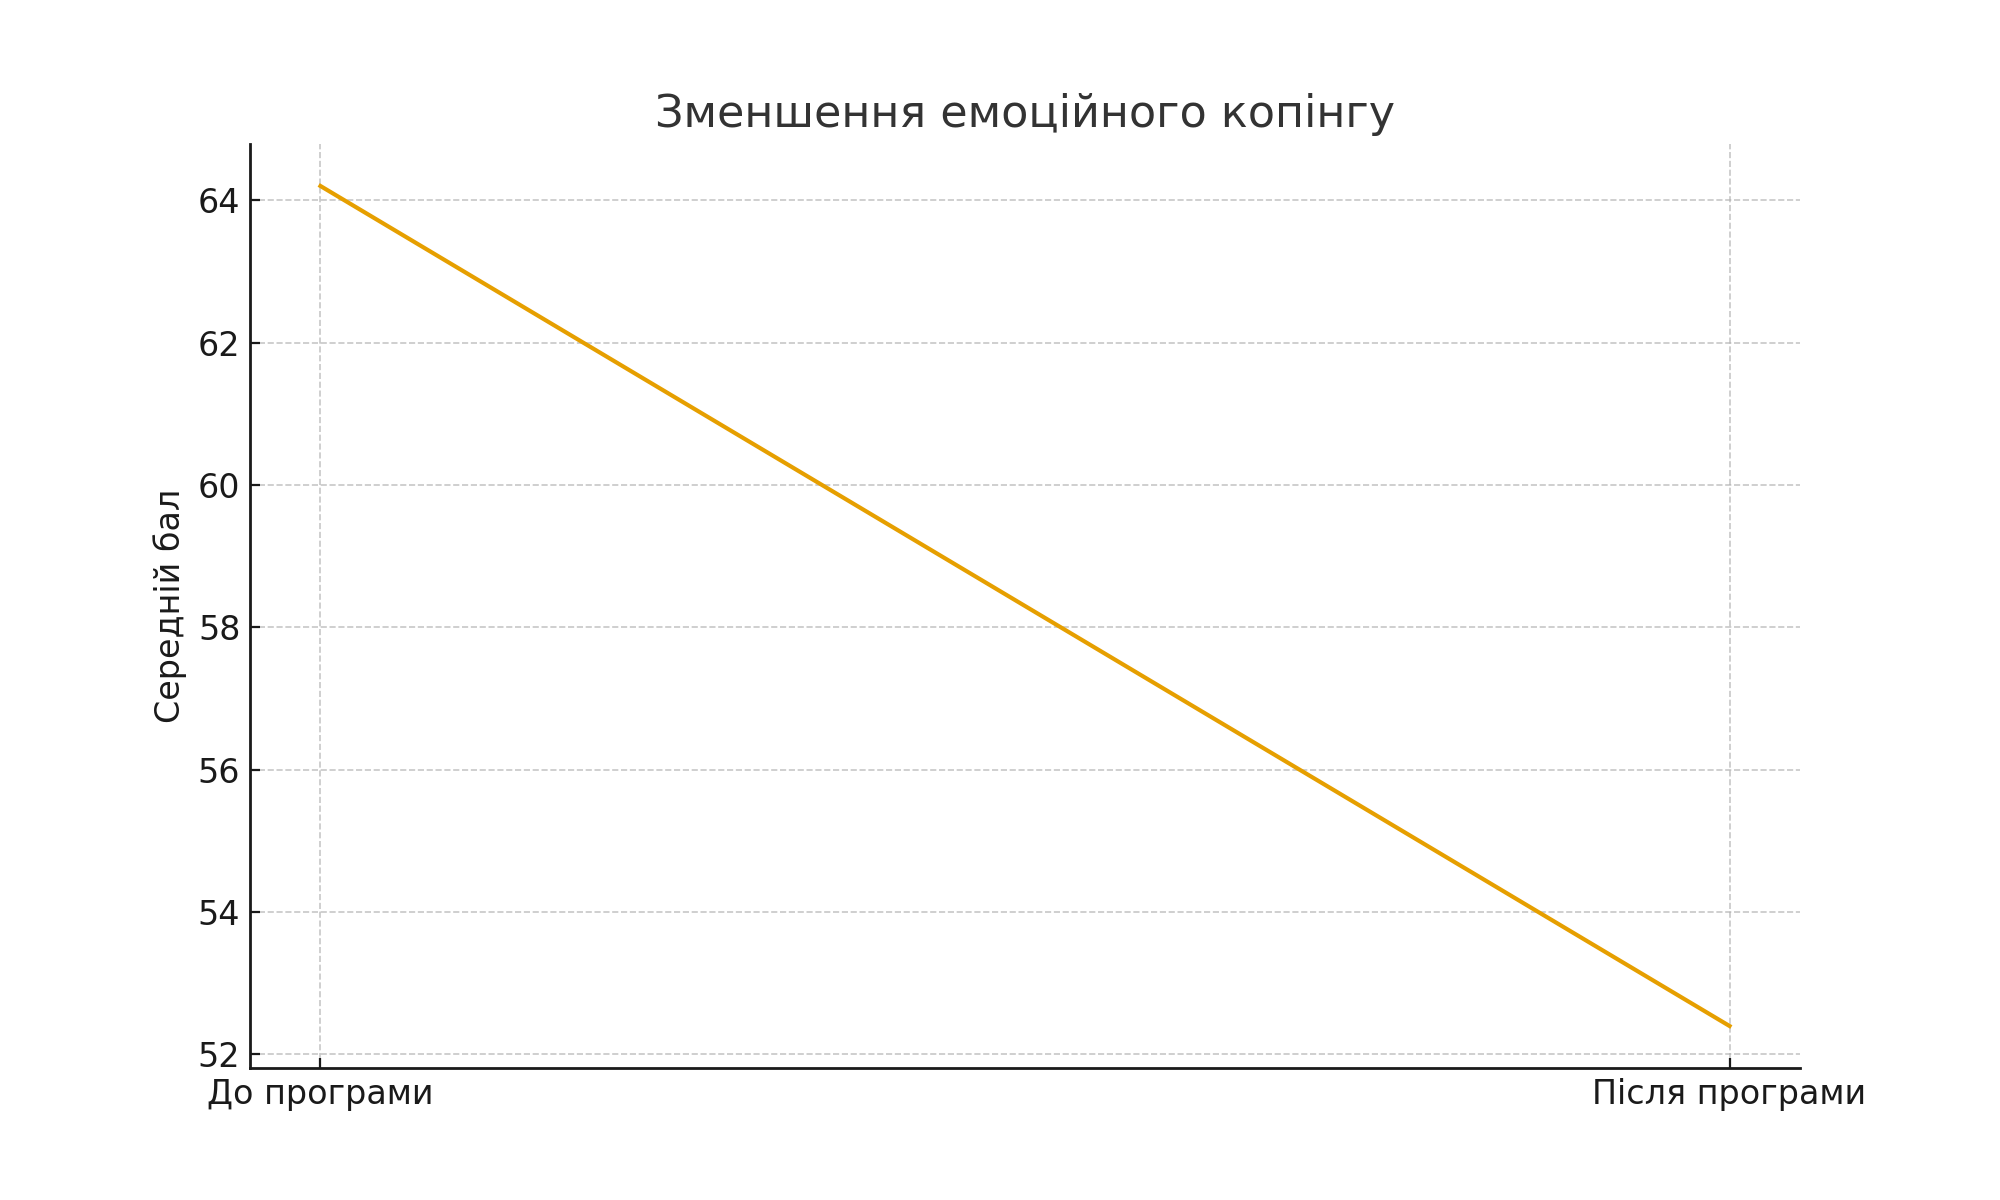 Зменшення емоційного копінгу
Середній бал
64
62
60
58
56
54
52
До програми
Після програми